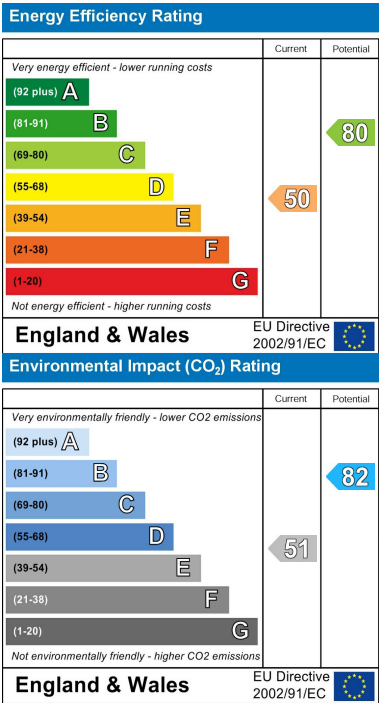 Energy Efficiency Rating
Current Potential
Very energy efficient - lower running costs
(92 plus) A
(81-91) B
80
(69-80) C
(55-68) D
50
(39-54) E
(21-38) F
(1-20) G
Not energy efficient - higher running costs
England & Wales
EU Directive
2002/91/EC
Environmental Impact (CO₂) Rating
Current Potential
Very environmentally friendly - lower CO2 emissions
(92 plus) A
(81-91) B
82
(69-80) C
(55-68) D
(39-54) E
51
(21-38) F
(1-20) G
Not environmentally friendly - higher CO2 emissions
England & Wales
EU Directive
2002/91/EC